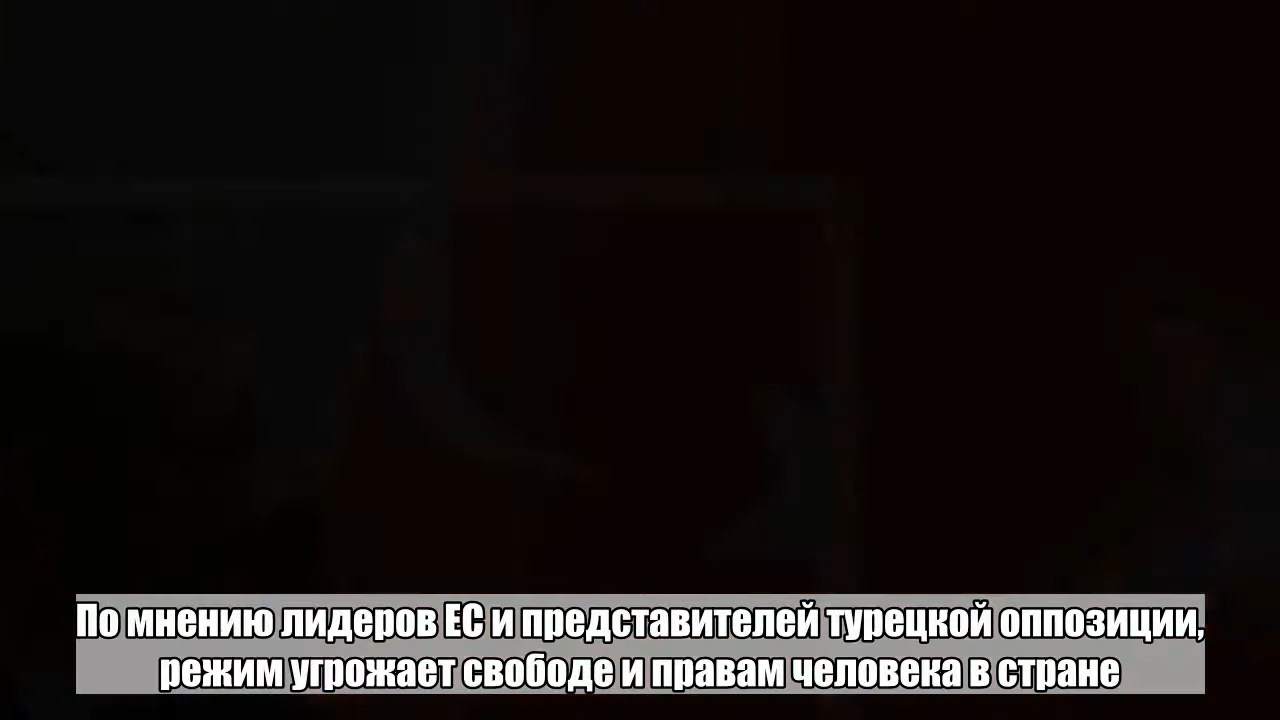 По мнению лидеров ЕС и представителей турецкой оппозиции,
режим угрожает свободе и правам человека в стране